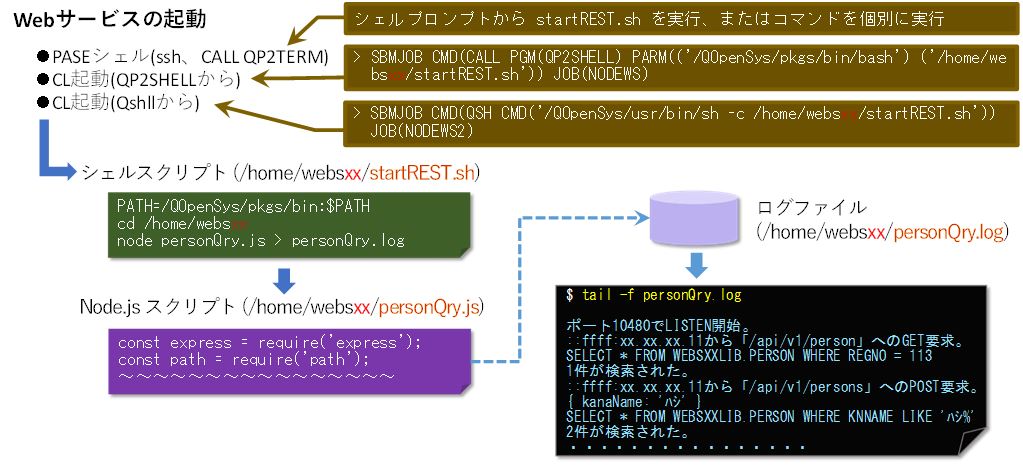 Webサービスの起動
シェルプロンプトから startREST.sh を実行、またはコマンドを個別に実行
●PASEシェル(ssh、CALL QP2TERM)
●CL起動(QP2SHELLから)
●CL起動(Qshllから)
> SBMJOB CMD(CALL PGM(QP2SHELL) PARM(('/QOpenSys/pkgs/bin/bash') ('/home/we
bsxx/startREST.sh')) JOB(NODEWS)
> SBMJOB CMD(QSH CMD('/QOpenSys/usr/bin/sh -c /home/websxx/startREST.sh'))
JOB(NODEWS2)
シェルスクリプト (/home/websxx/startREST.sh)
PATH=/QOpenSys/pkgs/bin:$PATH
cd /home/websxx
node personQry.js > personQry.log
ログファイル
(/home/websxx/personQry.log)
Node.js スクリプト (/home/websxx/personQry.js)
const express = require('express');
const path = require('path');
～～～～～～～～～～～～～～～～～
$ tail -f personQry.log
ポート10480でLISTEN開始。
::ffff:xx.xx.xx.11から「/api/v1/person」へのGET要求。
SELECT * FROM WEBSXXLIB.PERSON WHERE REGNO = 113
1件が検索された。
::ffff:xx.xx.xx.11から「/api/v1/persons」へのPOST要求。
{ kanaName: 'ﾊｼ' }
SELECT * FROM WEBSXXLIB.PERSON WHERE KNNAME LIKE 'ﾊｼ%'
2件が検索された。
・・・・・・・・・・・・・・・・